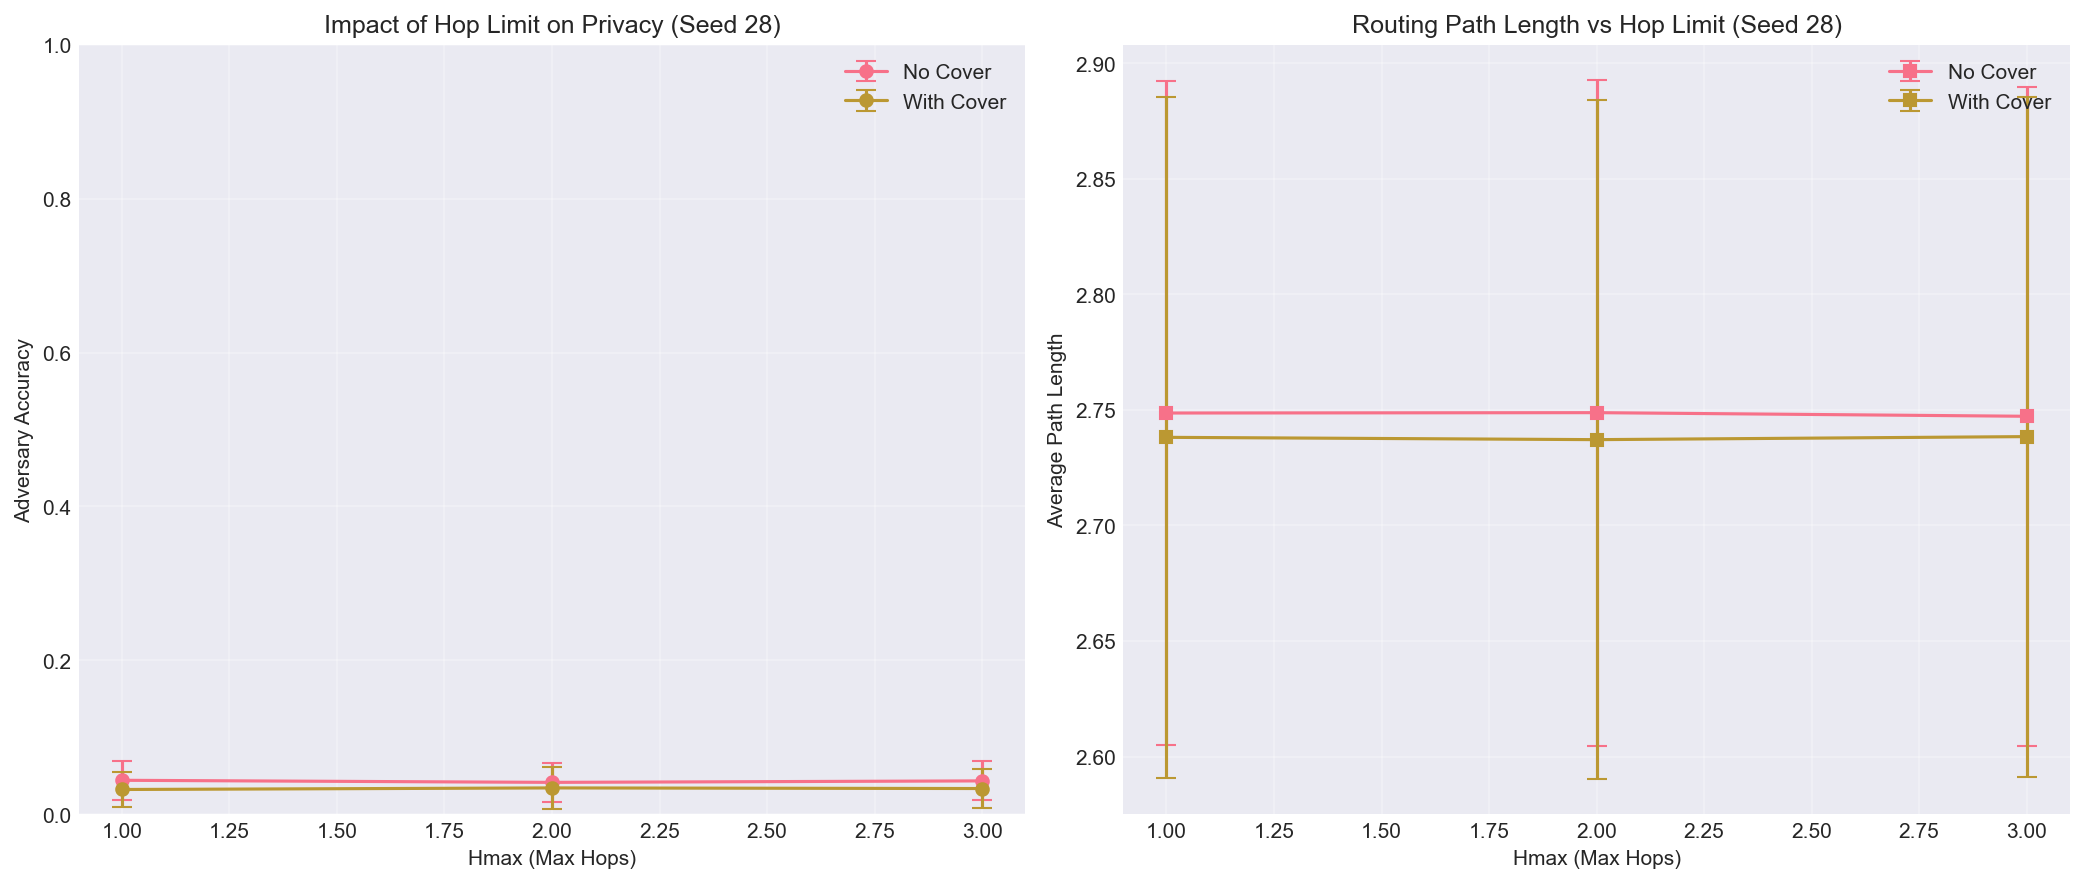 Impact of Hop Limit on Privacy (Seed 28)
No Cover
With Cover
1.0
0.8
0.6
0.4
0.2
0.0
Adversary Accuracy
1.00 1.25 1.50 1.75 2.00 2.25 2.50 2.75 3.00
Hmax (Max Hops)
Routing Path Length vs Hop Limit (Seed 28)
No Cover
With Cover
2.90
2.85
2.80
2.75
2.70
2.65
2.60
Average Path Length
1.00 1.25 1.50 1.75 2.00 2.25 2.50 2.75 3.00
Hmax (Max Hops)